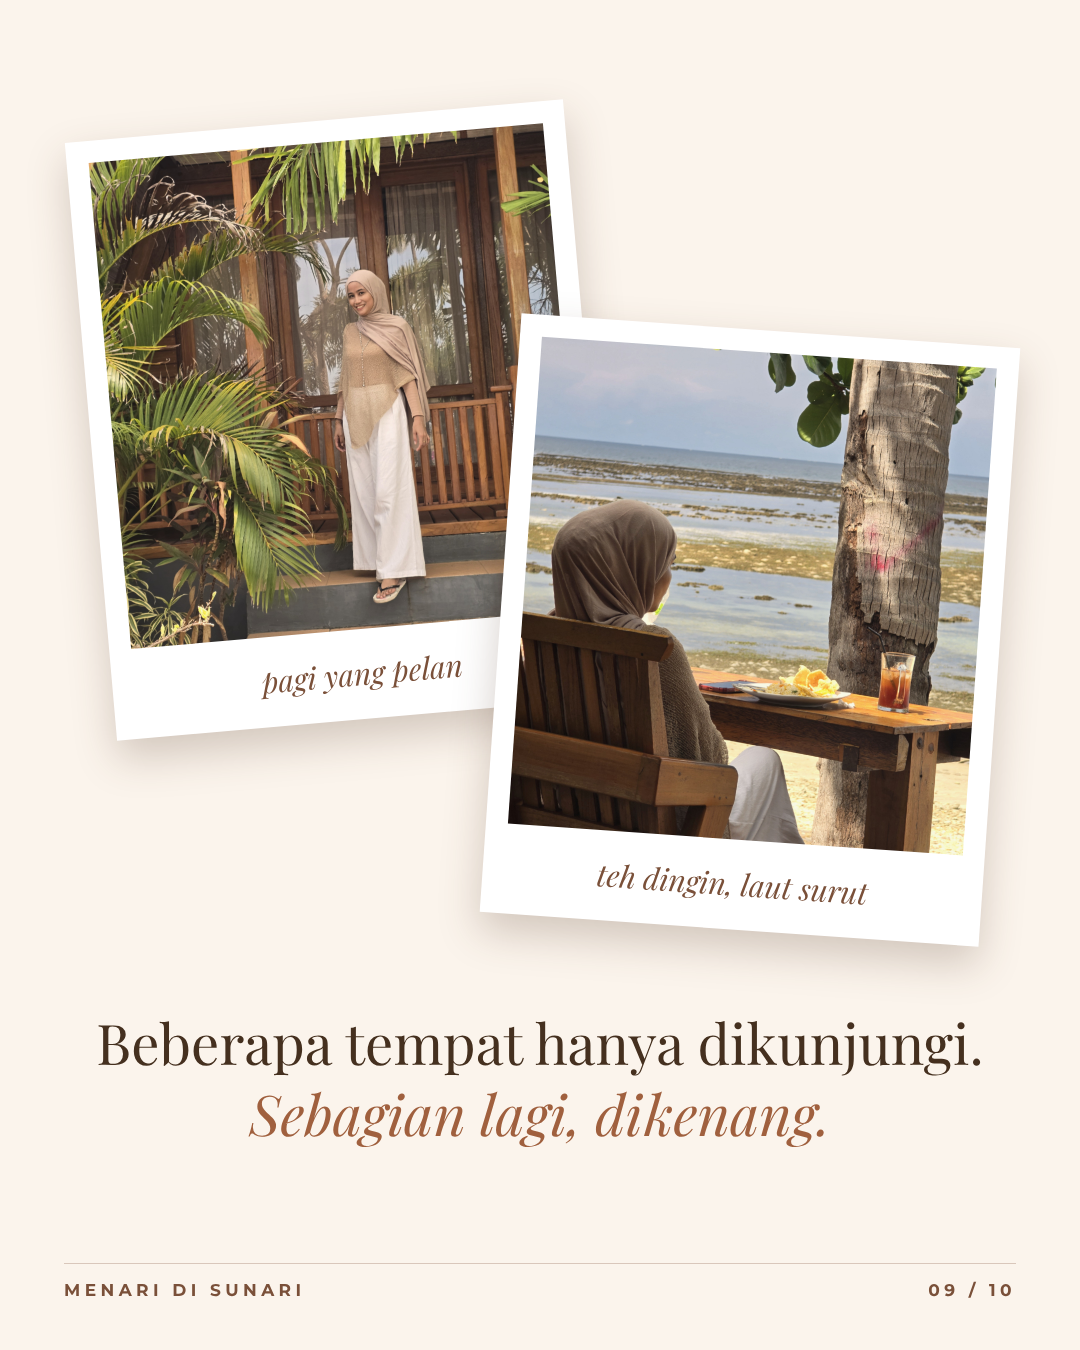 pagi yang pelan
teh dingin, laut surut
Beberapa tempat hanya dikunjungi.
Sebagian lagi, dikenang.
MENARI DI SUNARI
09 / 10